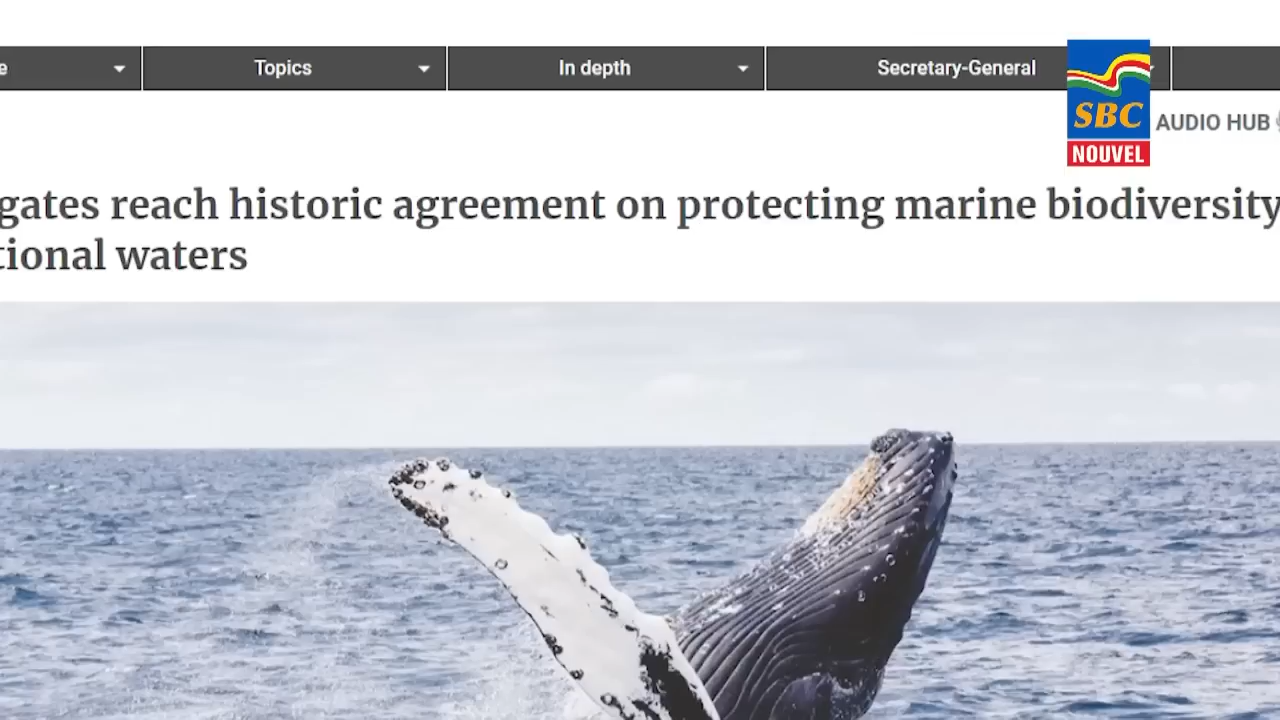 e
Topics
In depth
Secretary-General
SBC
NOUVEL
AUDIO HUB
gates reach historic agreement on protecting marine biodiversity
tional waters